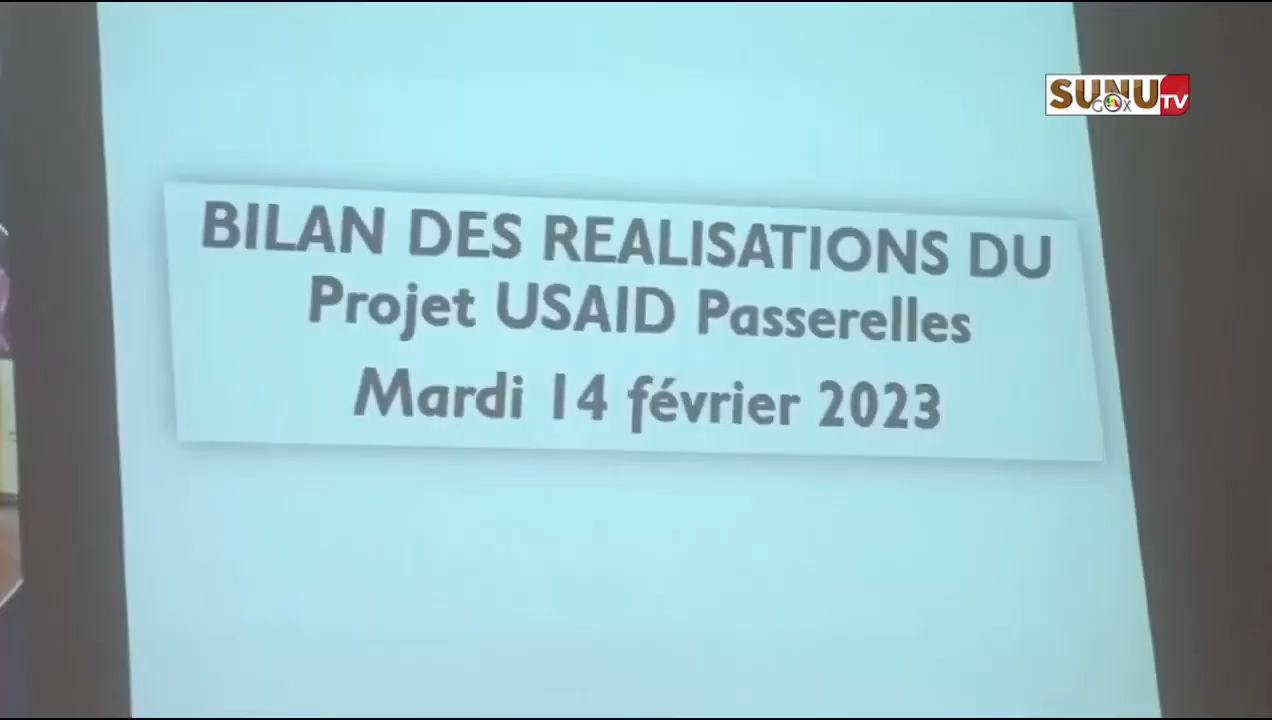 SUNU GOX TV
BILAN DES REALISATIONS DU
Projet USAID Passerelles
Mardi 14 février 2023